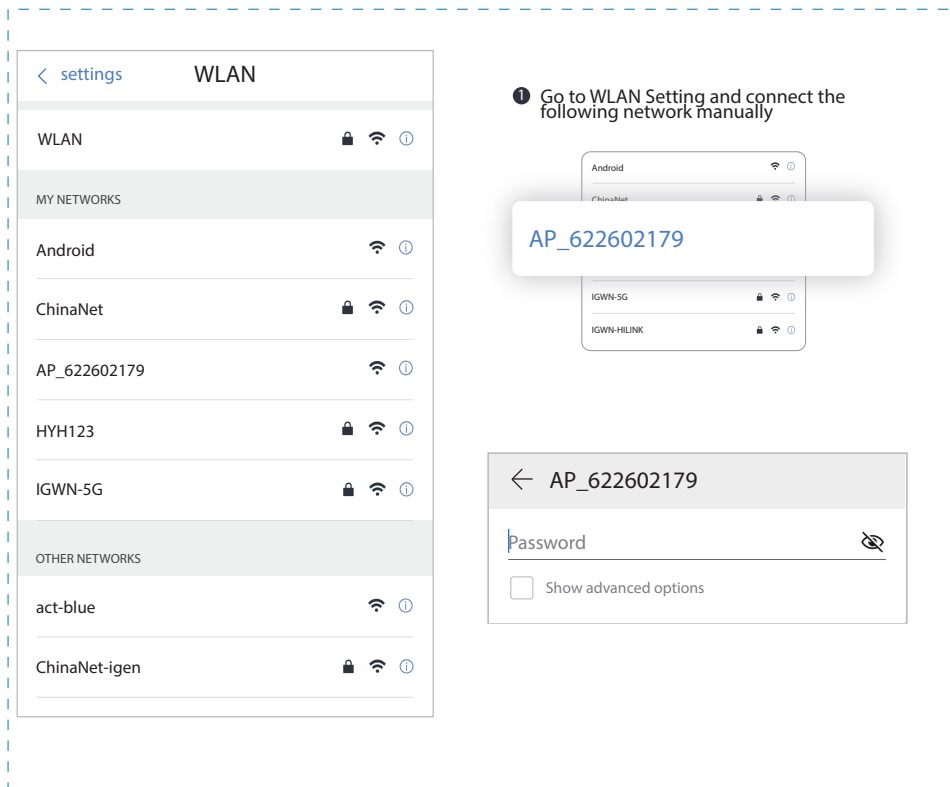 settings WLAN
WLAN
MY NETWORKS
Android
ChinaNet
AP_622602179
HYH123
IGWN-5G
OTHER NETWORKS
act-blue
ChinaNet-igen
1 Go to WLAN Setting and connect the
following network manually
Android
ChinaNet
AP_622602179
IGWN-5G
IGWN-HILINK
AP_622602179
Password
Show advanced options